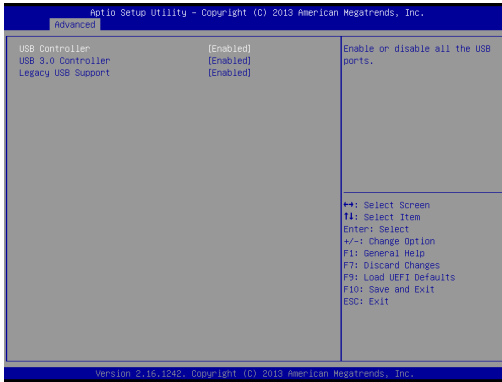 Aptio Setup Utility – Copyright (C) 2013 American Megatrends, Inc.
Advanced
USB Controller [Enabled]
USB 3.0 Controller [Enabled]
Legacy USB Support [Enabled]
Enable or disable all the USB
ports.
↔: Select Screen
↑↓: Select Item
Enter: Select
+/-: Change Option
F1: General Help
F7: Discard Changes
F9: Load UEFI Defaults
F10: Save and Exit
ESC: Exit
Version 2.16.1242. Copyright (C) 2013 American Megatrends, Inc.